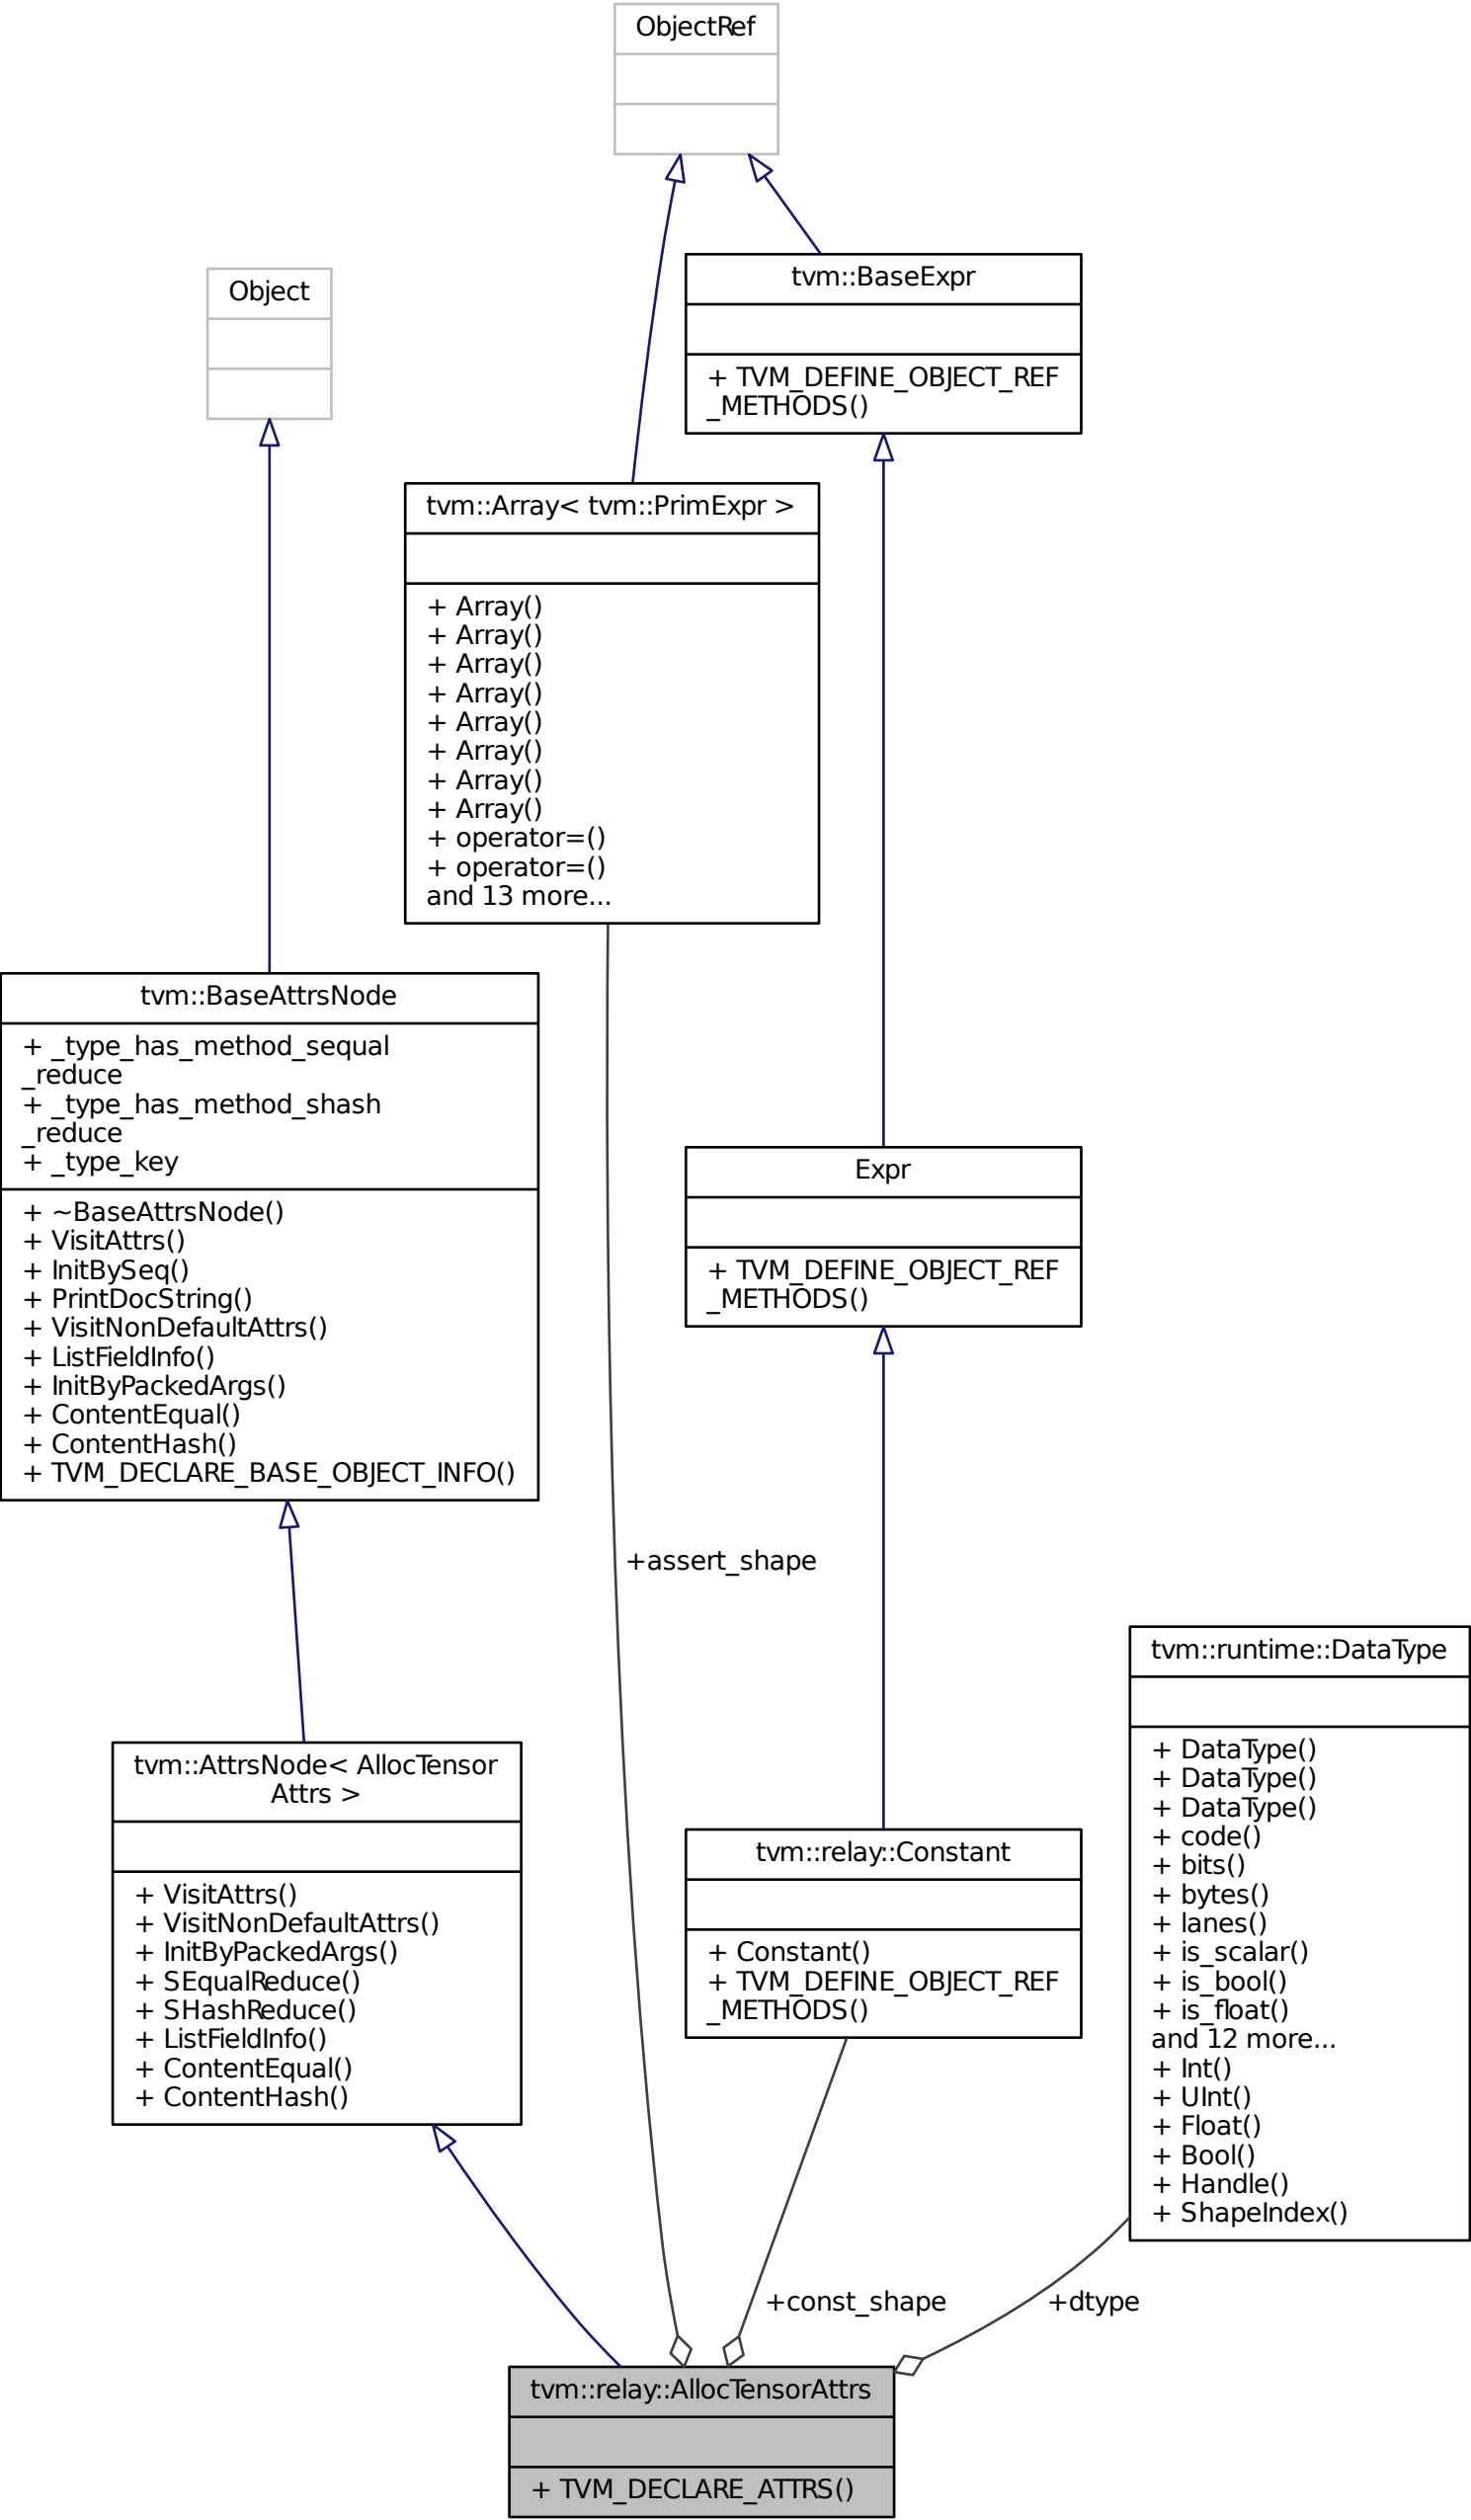 ObjectRef
Object
tvm::BaseExpr
+ TVM_DEFINE_OBJECT_REF
_METHODS()
tvm::Array< tvm::PrimExpr >
+ Array()
+ Array()
+ Array()
+ Array()
+ Array()
+ Array()
+ Array()
+ Array()
+ operator=()
+ operator=()
and 13 more...
tvm::BaseAttrsNode
+ _type_has_method_sequal
_reduce
+ _type_has_method_shash
_reduce
+ _type_key
+ ~BaseAttrsNode()
+ VisitAttrs()
+ InitBySeq()
+ PrintDocString()
+ VisitNonDefaultAttrs()
+ ListFieldInfo()
+ InitByPackedArgs()
+ ContentEqual()
+ ContentHash()
+ TVM_DECLARE_BASE_OBJECT_INFO()
Expr
+ TVM_DEFINE_OBJECT_REF
_METHODS()
+assert_shape
tvm::AttrsNode< AllocTensor
Attrs >
+ VisitAttrs()
+ VisitNonDefaultAttrs()
+ InitByPackedArgs()
+ SEqualReduce()
+ SHashReduce()
+ ListFieldInfo()
+ ContentEqual()
+ ContentHash()
tvm::relay::Constant
+ Constant()
+ TVM_DEFINE_OBJECT_REF
_METHODS()
tvm::runtime::DataType
+ DataType()
+ DataType()
+ DataType()
+ code()
+ bits()
+ bytes()
+ lanes()
+ is_scalar()
+ is_bool()
+ is_float()
and 12 more...
+ Int()
+ UInt()
+ Float()
+ Bool()
+ Handle()
+ ShapeIndex()
+const_shape
+dtype
tvm::relay::AllocTensorAttrs
+ TVM_DECLARE_ATTRS()